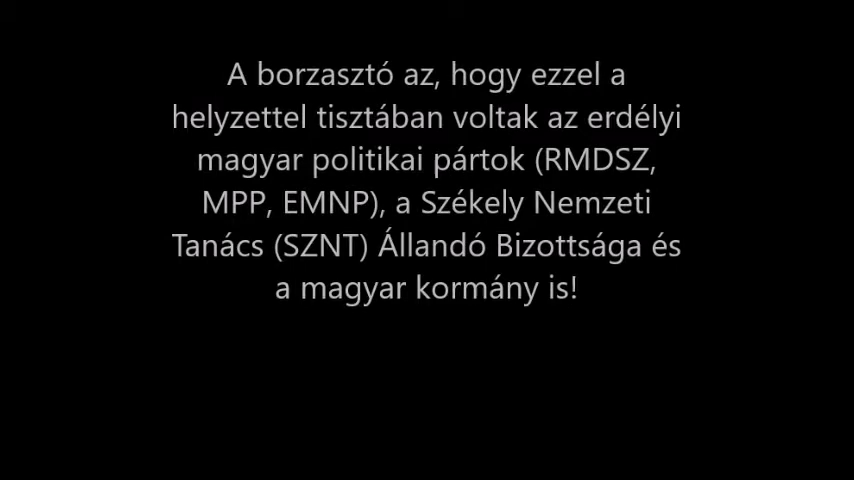 A borzasztó az, hogy ezzel a
helyzettel tisztában voltak az erdélyi
magyar politikai pártok (RMDSZ,
MPP, EMNP), a Székely Nemzeti
Tanács (SZNT) Állandó Bizottsága és
a magyar kormány is!